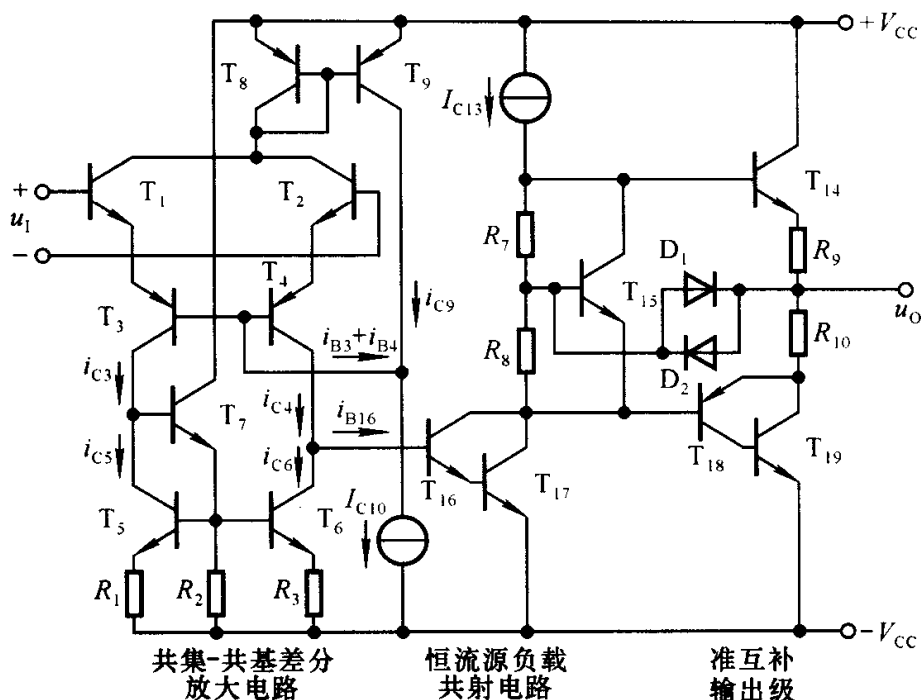 +V_CC
T_8
T_9
I_C13
+
u_I
−
T_1
T_2
T_14
R_7
R_9
D_1
T_15
u_O
T_3
T_4
i_C9
i_B3+i_B4
R_8
R_10
D_2
i_C3
T_7
i_C4
i_B16
i_C5
i_C6
T_16
T_17
T_18
T_19
T_5
T_6
I_C10
R_1
R_2
R_3
−V_CC
共集-共基差分
放大电路
恒流源负载
共射电路
准互补
输出级